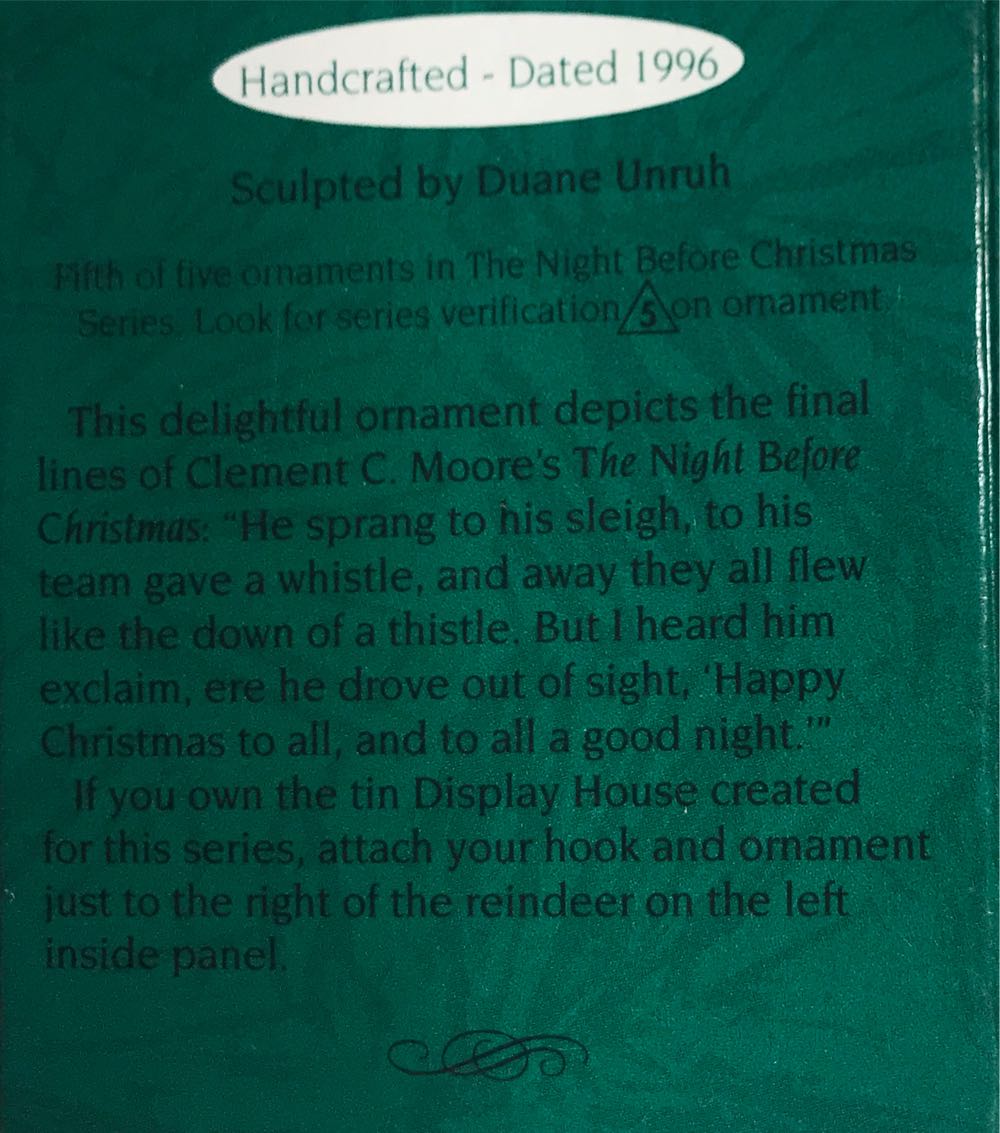 Handcrafted - Dated 1996
Sculpted by Duane Unruh
Fifth of five ornaments in The Night Before Christmas
Series. Look for series verification 5 on ornament.
This delightful ornament depicts the final
lines of Clement C. Moore's The Night Before
Christmas: “He sprang to his sleigh, to his
team gave a whistle, and away they all flew
like the down of a thistle. But I heard him
exclaim, ere he drove out of sight, ‘Happy
Christmas to all, and to all a good night.’”
If you own the tin Display House created
for this series, attach your hook and ornament
just to the right of the reindeer on the left
inside panel.